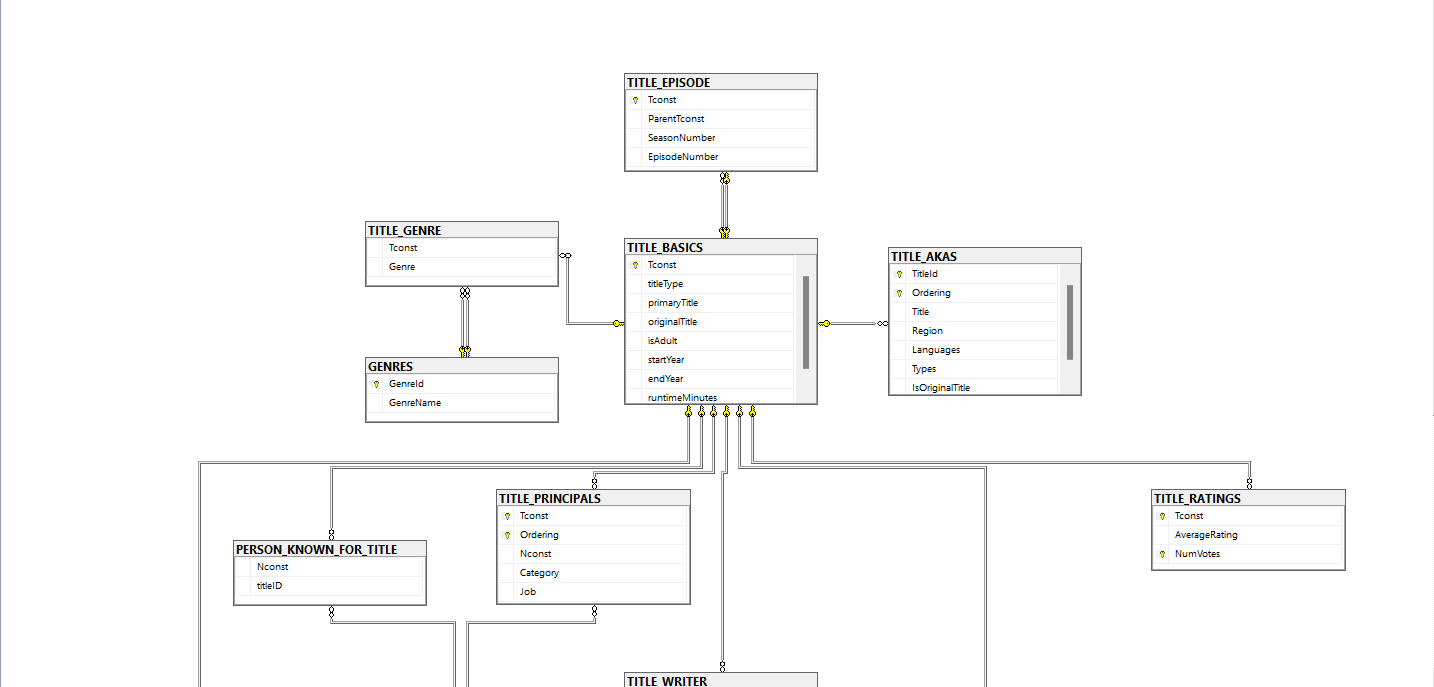 TITLE_EPISODE
Tconst
ParentTconst
SeasonNumber
EpisodeNumber
TITLE_GENRE
Tconst
Genre
TITLE_BASICS
Tconst
titleType
primaryTitle
originalTitle
isAdult
startYear
endYear
runtimeMinutes
TITLE_AKAS
TitleId
Ordering
Title
Region
Languages
Types
IsOriginalTitle
GENRES
GenreId
GenreName
TITLE_PRINCIPALS
Tconst
Ordering
Nconst
Category
Job
TITLE_RATINGS
Tconst
AverageRating
NumVotes
PERSON_KNOWN_FOR_TITLE
Nconst
titleID
TITLE_WRITER